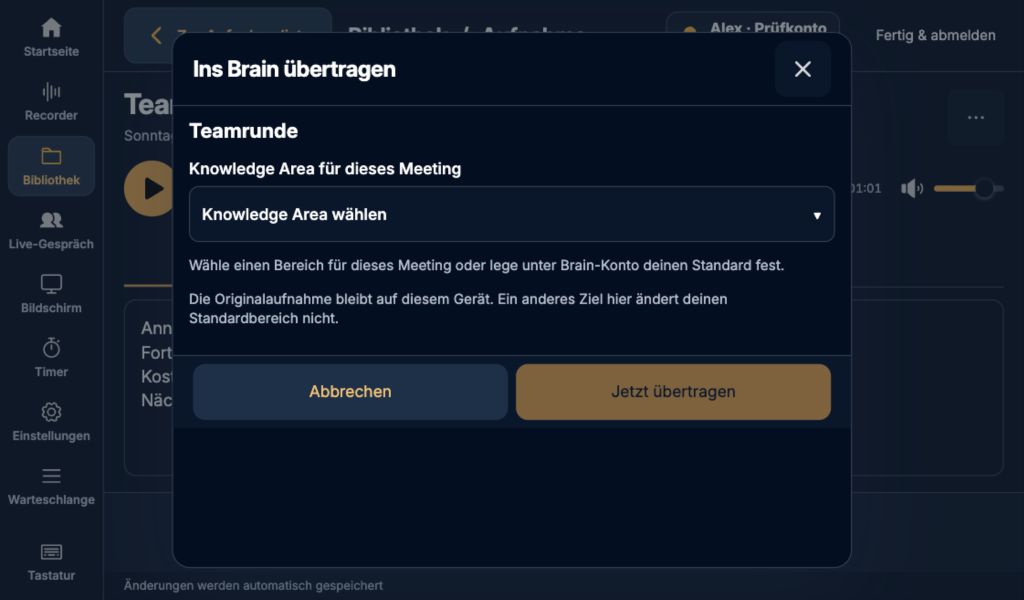 Startseite
Recorder
Bibliothek
Live-Gespräch
Bildschirm
Timer
Einstellungen
Warteschlange
Tastatur
Alex · Prüfkonto
Fertig & abmelden
Ins Brain übertragen
Teamrunde
Knowledge Area für dieses Meeting
Knowledge Area wählen
Wähle einen Bereich für dieses Meeting oder lege unter Brain-Konto deinen Standard fest.
Die Originalaufnahme bleibt auf diesem Gerät. Ein anderes Ziel hier ändert deinen
Standardbereich nicht.
Abbrechen
Jetzt übertragen
01:01
Änderungen werden automatisch gespeichert